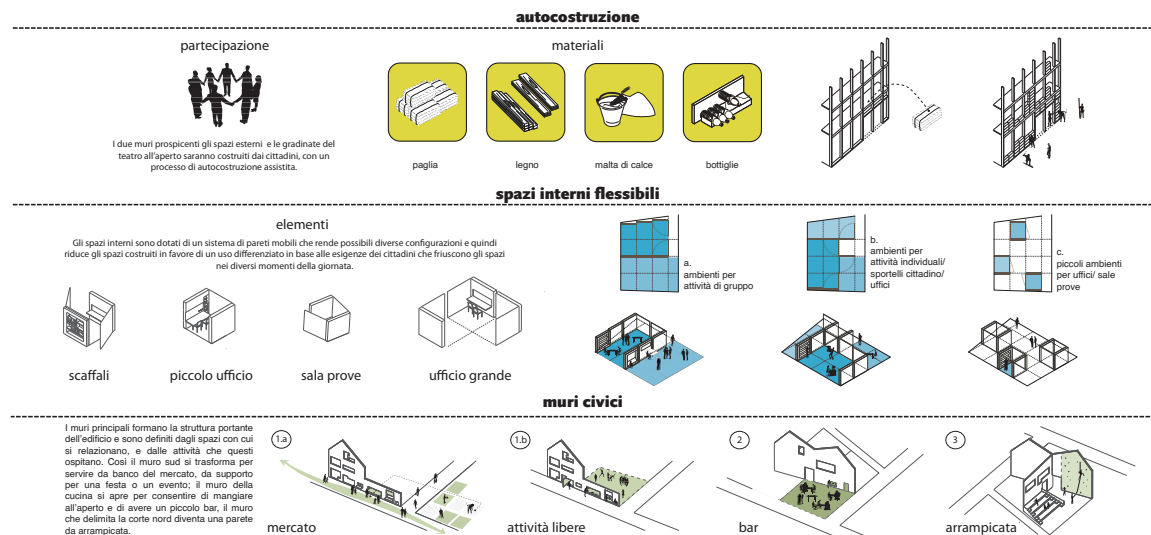 autocostruzione
partecipazione
I due muri prospicenti gli spazi esterni e le gradinate del
teatro all'aperto saranno costruiti dai cittadini, con un
processo di autocostruzione assistita.
materiali
paglia
legno
malta di calce
bottiglie
spazi interni flessibili
elementi
Gli spazi interni sono dotati di un sistema di pareti mobili che rende possibili diverse configurazioni e quindi
riduce gli spazi costruiti in favore di un uso differenziato in base alle esigenze dei cittadini che friuscono gli spazi
nei diversi momenti della giornata.
scaffali
piccolo ufficio
sala prove
ufficio grande
a.
ambienti per
attività di gruppo
b.
ambienti per
attività individuali/
sportelli cittadino/
uffici
c.
piccoli ambienti
per uffici/ sale
prove
muri civici
I muri principali formano la struttura portante
dell'edificio e sono definiti dagli spazi con cui
si relazionano, e dalle attività che questi
ospitano. Così il muro sud si trasforma per
servire da banco del mercato, da supporto
per una festa o un evento; il muro della
cucina si apre per consentire di mangiare
all'aperto e di avere un piccolo bar, il muro
che delimita la corte nord diventa una parete
da arrampicata.
1.a
mercato
1.b
attività libere
2
bar
3
arrampicata